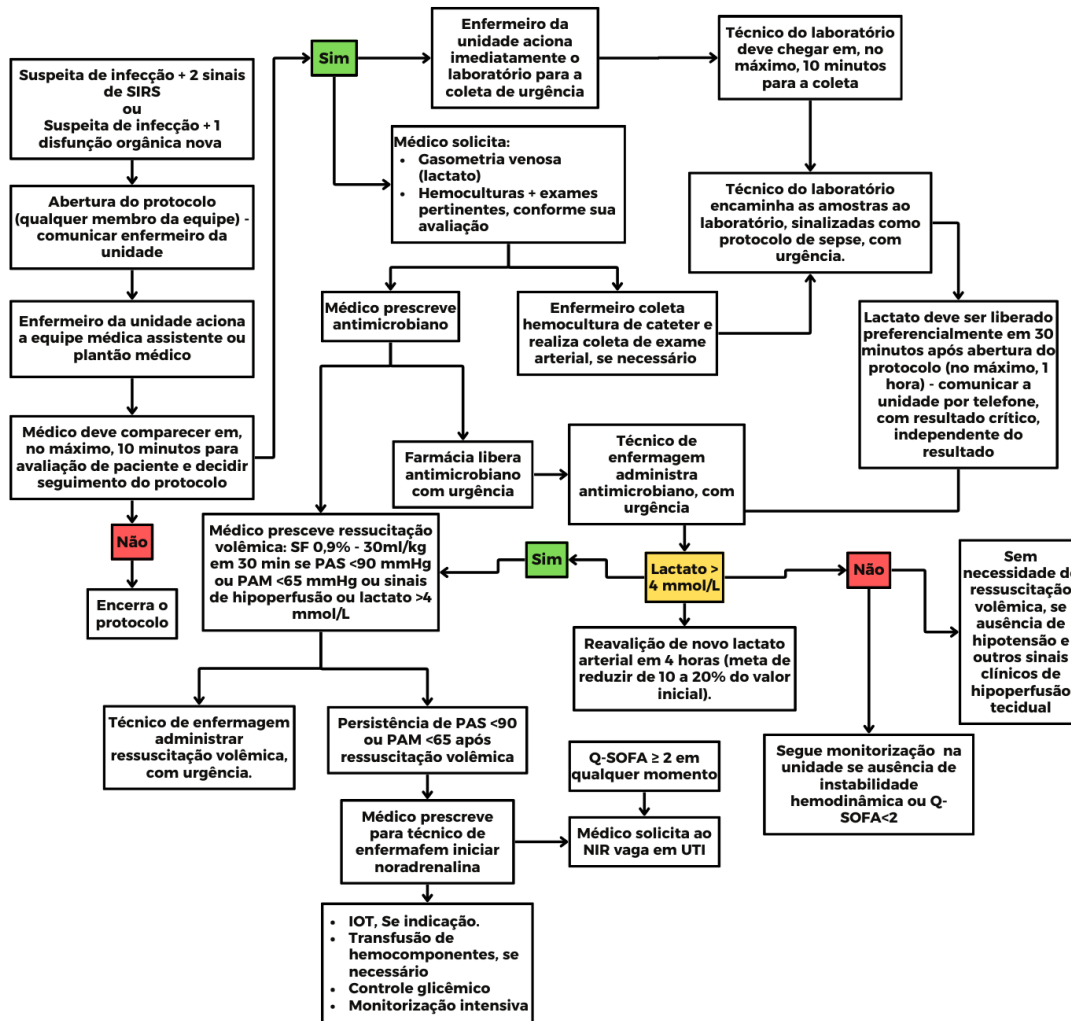 Suspeita de infecção + 2 sinais
de SIRS
ou
Suspeita de infecção + 1
disfunção orgânica nova
Abertura do protocolo
(qualquer membro da equipe) -
comunicar enfermeiro da
unidade
Enfermeiro da unidade aciona
a equipe médica assistente ou
plantão médico
Médico deve comparecer em,
no máximo, 10 minutos para
avaliação de paciente e decidir
seguimento do protocolo
Não
Encerra o
protocolo
Sim
Enfermeiro da
unidade aciona
imediatamente o
laboratório para a
coleta de urgência
Técnico do laboratório
deve chegar em, no
máximo, 10 minutos
para a coleta
Médico solicita:
• Gasometria venosa
(lactato)
• Hemoculturas + exames
pertinentes, conforme sua
avaliação
Técnico do laboratório
encaminha as amostras ao
laboratório, sinalizadas como
protocolo de sepse, com
urgência.
Médico prescreve
antimicrobiano
Enfermeiro coleta
hemocultura de cateter e
realiza coleta de exame
arterial, se necessário
Lactato deve ser liberado
preferencialmente em 30
minutos após abertura do
protocolo (no máximo, 1
hora) - comunicar a
unidade por telefone,
com resultado crítico,
independente do
resultado
Farmácia libera
antimicrobiano
com urgência
Técnico de
enfermagem
administra
antimicrobiano, com
urgência
Médico presceve ressucitação
volêmica: SF 0,9% - 30ml/kg
em 30 min se PAS <90 mmHg
ou PAM <65 mmHg ou sinais
de hipoperfusão ou lactato >4
mmol/L
Sim
Lactato >
4 mmol/L
Não
Sem
necessidade de
ressuscitação
volêmica, se
ausência de
hipotensão e
outros sinais
clínicos de
hipoperfusão
tecidual
Reavalição de novo lactato
arterial em 4 horas (meta de
reduzir de 10 a 20% do valor
inicial).
Técnico de enfermagem
administrar
ressuscitação volêmica,
com urgência.
Persistência de PAS <90
ou PAM <65 após
ressuscitação volêmica
Q-SOFA ≥ 2 em
qualquer momento
Segue monitorização na
unidade se ausência de
instabilidade
hemodinâmica ou Q-
SOFA<2
Médico prescreve
para técnico de
enfermafem iniciar
noradrenalina
Médico solicita ao
NIR vaga em UTI
• IOT, Se indicação.
• Transfusão de
hemocomponentes, se
necessário
• Controle glicêmico
• Monitorização intensiva